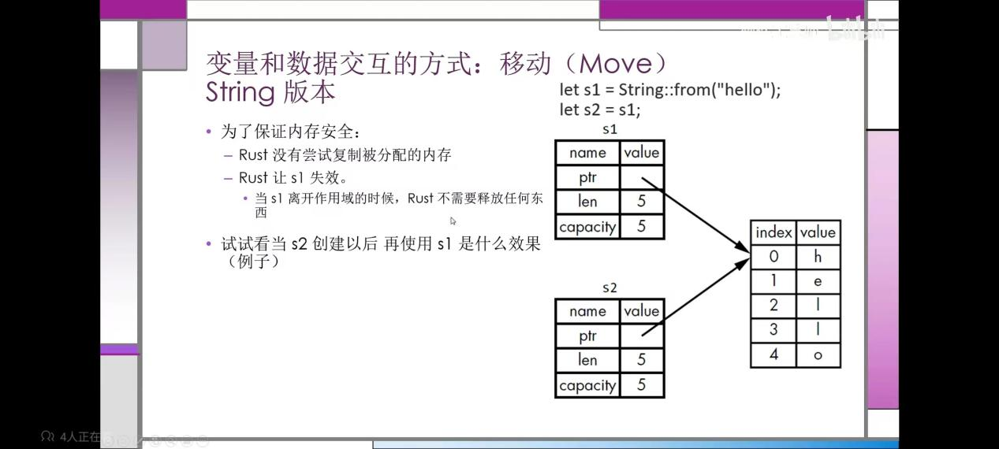 变量和数据交互的方式：移动（Move）
String 版本
let s1 = String::from("hello");
let s2 = s1;
• 为了保证内存安全：
– Rust 没有尝试复制被分配的内存
– Rust 让 s1 失效。
• 当 s1 离开作用域的时候，Rust 不需要释放任何东
西
• 试试看当 s2 创建以后 再使用 s1 是什么效果
（例子）
s1
name value
ptr
len 5
capacity 5
s2
name value
ptr
len 5
capacity 5
index value
0 h
1 e
2 l
3 l
4 o
bilibili
4人正在